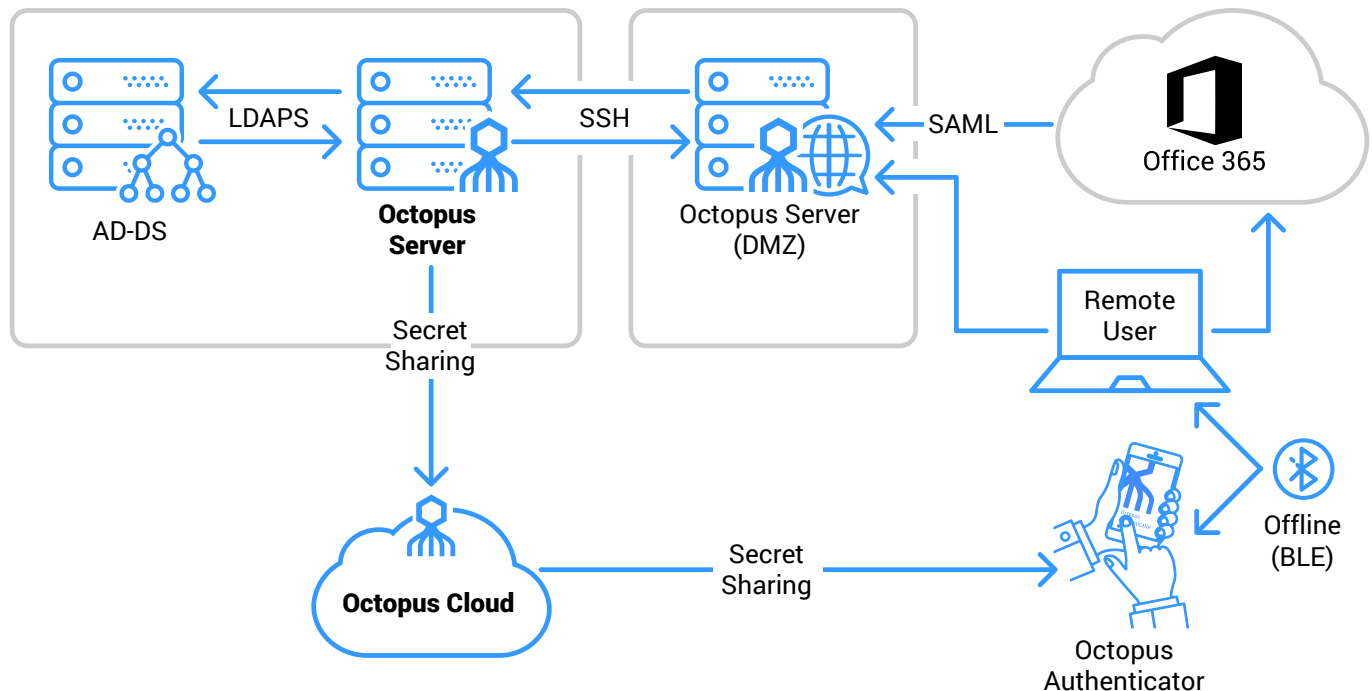 LDAPS
SSH
SAML
Office 365
AD-DS
Octopus
Server
Octopus Server
(DMZ)
Remote
User
Secret
Sharing
Octopus Cloud
Secret
Sharing
Offline
(BLE)
Octopus
Authenticator